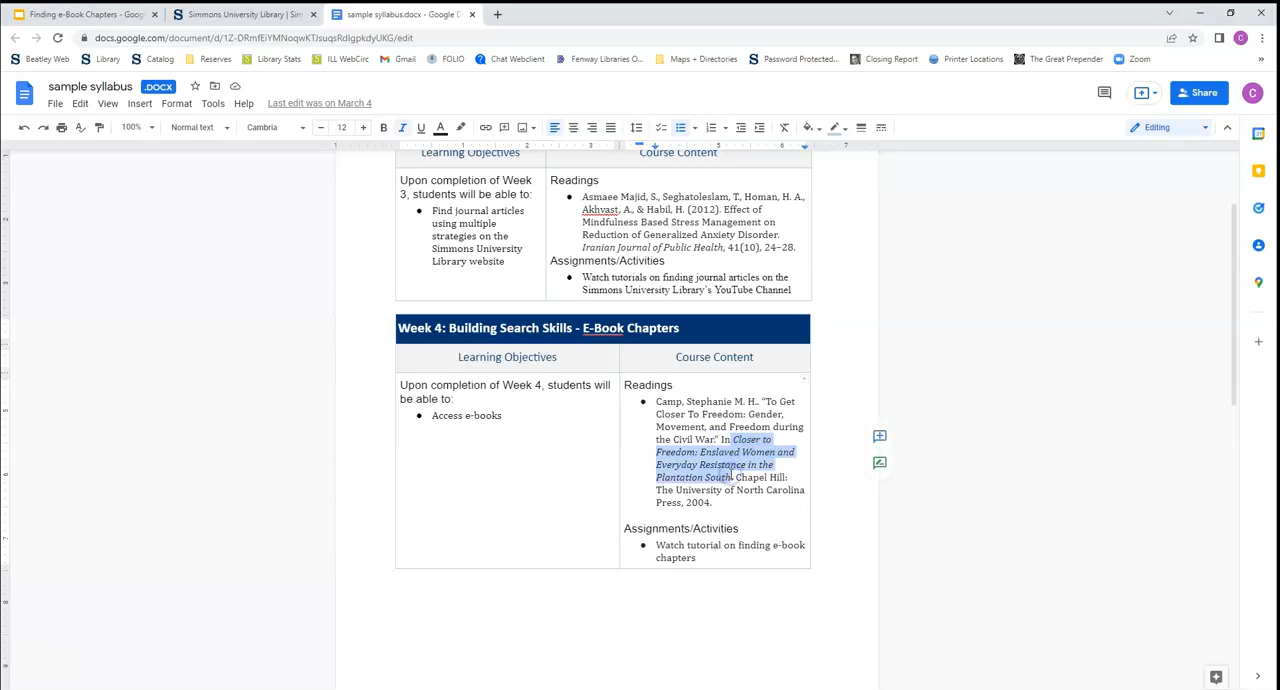 Finding e-Book Chapters - Googl
Simmons University Library | Sim
sample syllabus.docx - Google D
docs.google.com/document/d/1Z-DRmfEiYMNoqwKTJsuqsRdIgpkdyUKG/edit
C
Beatley Web
Library
Catalog
Reserves
Library Stats
ILL WebCirc
Gmail
FOLIO
Chat Webclient
Fenway Libraries O...
Maps + Directories
Password Protected...
Closing Report
Printer Locations
The Great Pretender
Zoom
»
sample syllabus .DOCX
File Edit View Insert Format Tools Help Last edit was on March 4
Share
C
100% Normal text Cambria 12 B I U A Editing
1 1 2 3 5 6 7
Learning Objectives
Course Content
Upon completion of Week
3, students will be able to:
● Find journal articles
using multiple
strategies on the
Simmons University
Library website
Readings
● Asmaee Majid, S., Seghatoleslam, T., Homan, H. A.,
Akhvast, A., & Habil, H. (2012). Effect of
Mindfulness Based Stress Management on
Reduction of Generalized Anxiety Disorder.
Iranian Journal of Public Health, 41(10), 24–28.
Assignments/Activities
● Watch tutorials on finding journal articles on the
Simmons University Library's YouTube Channel
Week 4: Building Search Skills - E-Book Chapters
Learning Objectives
Course Content
Upon completion of Week 4, students will
be able to:
● Access e-books
Readings
● Camp, Stephanie M. H.. “To Get
Closer To Freedom: Gender,
Movement, and Freedom during
the Civil War.” In Closer to
Freedom: Enslaved Women and
Everyday Resistance in the
Plantation South. Chapel Hill:
The University of North Carolina
Press, 2004.
Assignments/Activities
● Watch tutorial on finding e-book
chapters